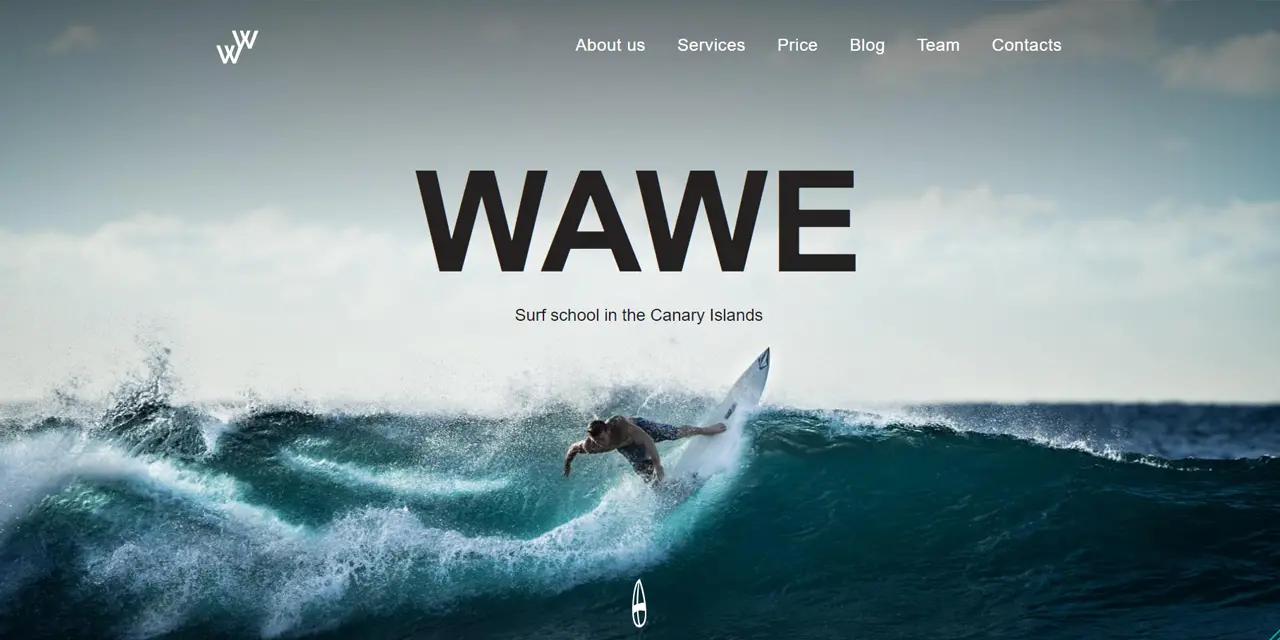 WW
About us Services Price Blog Team Contacts
WAWE
Surf school in the Canary Islands